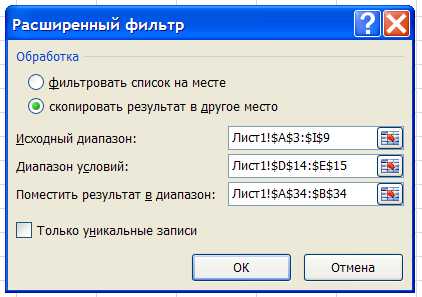 Расширенный фильтр
Обработка
фильтровать список на месте
скопировать результат в другое место
Исходный диапазон: Лист1!$A$3:$I$9
Диапазон условий: Лист1!$D$14:$E$15
Поместить результат в диапазон: Лист1!$A$34:$B$34
Только уникальные записи
ОК Отмена